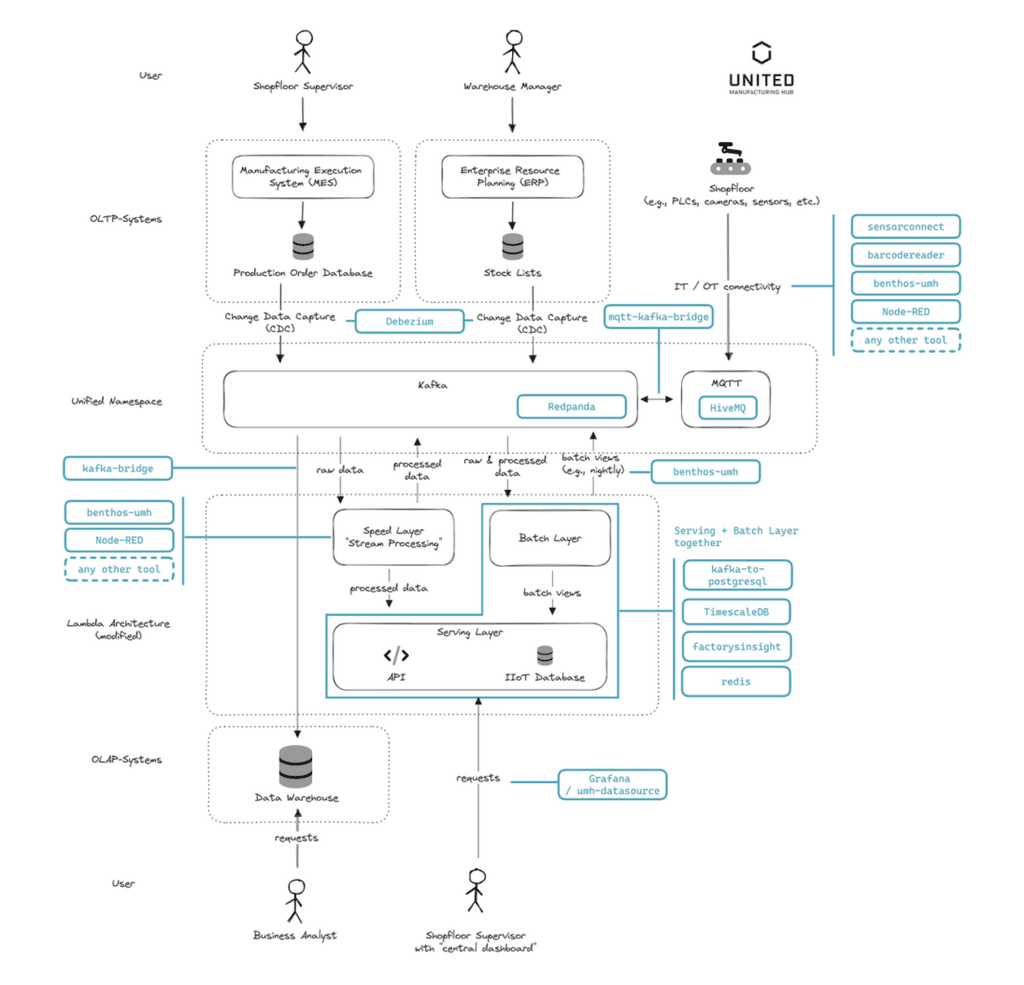 User
Shopfloor Supervisor
Warehouse Manager
UNITED
MANUFACTURING HUB
OLTP-Systems
Manufacturing Execution
System (MES)
Production Order Database
Enterprise Resource
Planning (ERP)
Stock Lists
Shopfloor
(e.g., PLCs, cameras, sensors, etc.)
IT / OT connectivity
sensorconnect
barcodereader
benthos-umh
Node-RED
any other tool
Change Data Capture
(CDC)
Debezium
Change Data Capture
(CDC)
mqtt-kafka-bridge
Unified Namespace
Kafka
Redpanda
MQTT
HiveMQ
kafka-bridge
raw data
processed
data
raw & processed
data
batch views
(e.g., nightly)
benthos-umh
benthos-umh
Node-RED
any other tool
Lambda Architecture
(modified)
Speed Layer
"Stream Processing"
Batch Layer
processed data
batch views
Serving Layer
API
IIoT Database
Serving + Batch Layer
together
kafka-to-
postgresql
TimescaleDB
factorysinsight
redis
OLAP-Systems
Data Warehouse
requests
requests
Grafana
/ umh-datasource
User
Business Analyst
Shopfloor Supervisor
with "central dashboard"